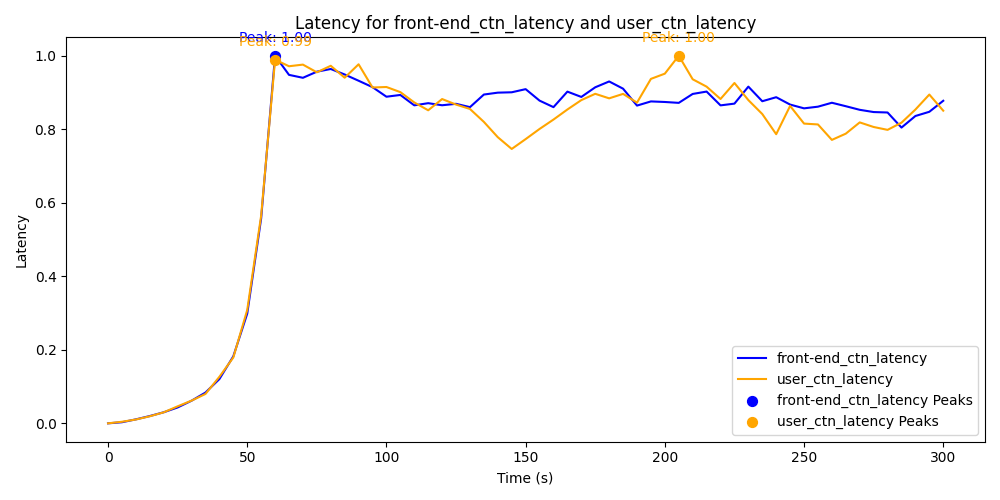 Latency for front-end_ctn_latency and user_ctn_latency
Peak: 1.00
Peak: 0.99
Peak: 1.00
1.0
0.8
0.6
0.4
0.2
0.0
Latency
0 50 100 150 200 250 300
Time (s)
front-end_ctn_latency
user_ctn_latency
front-end_ctn_latency Peaks
user_ctn_latency Peaks